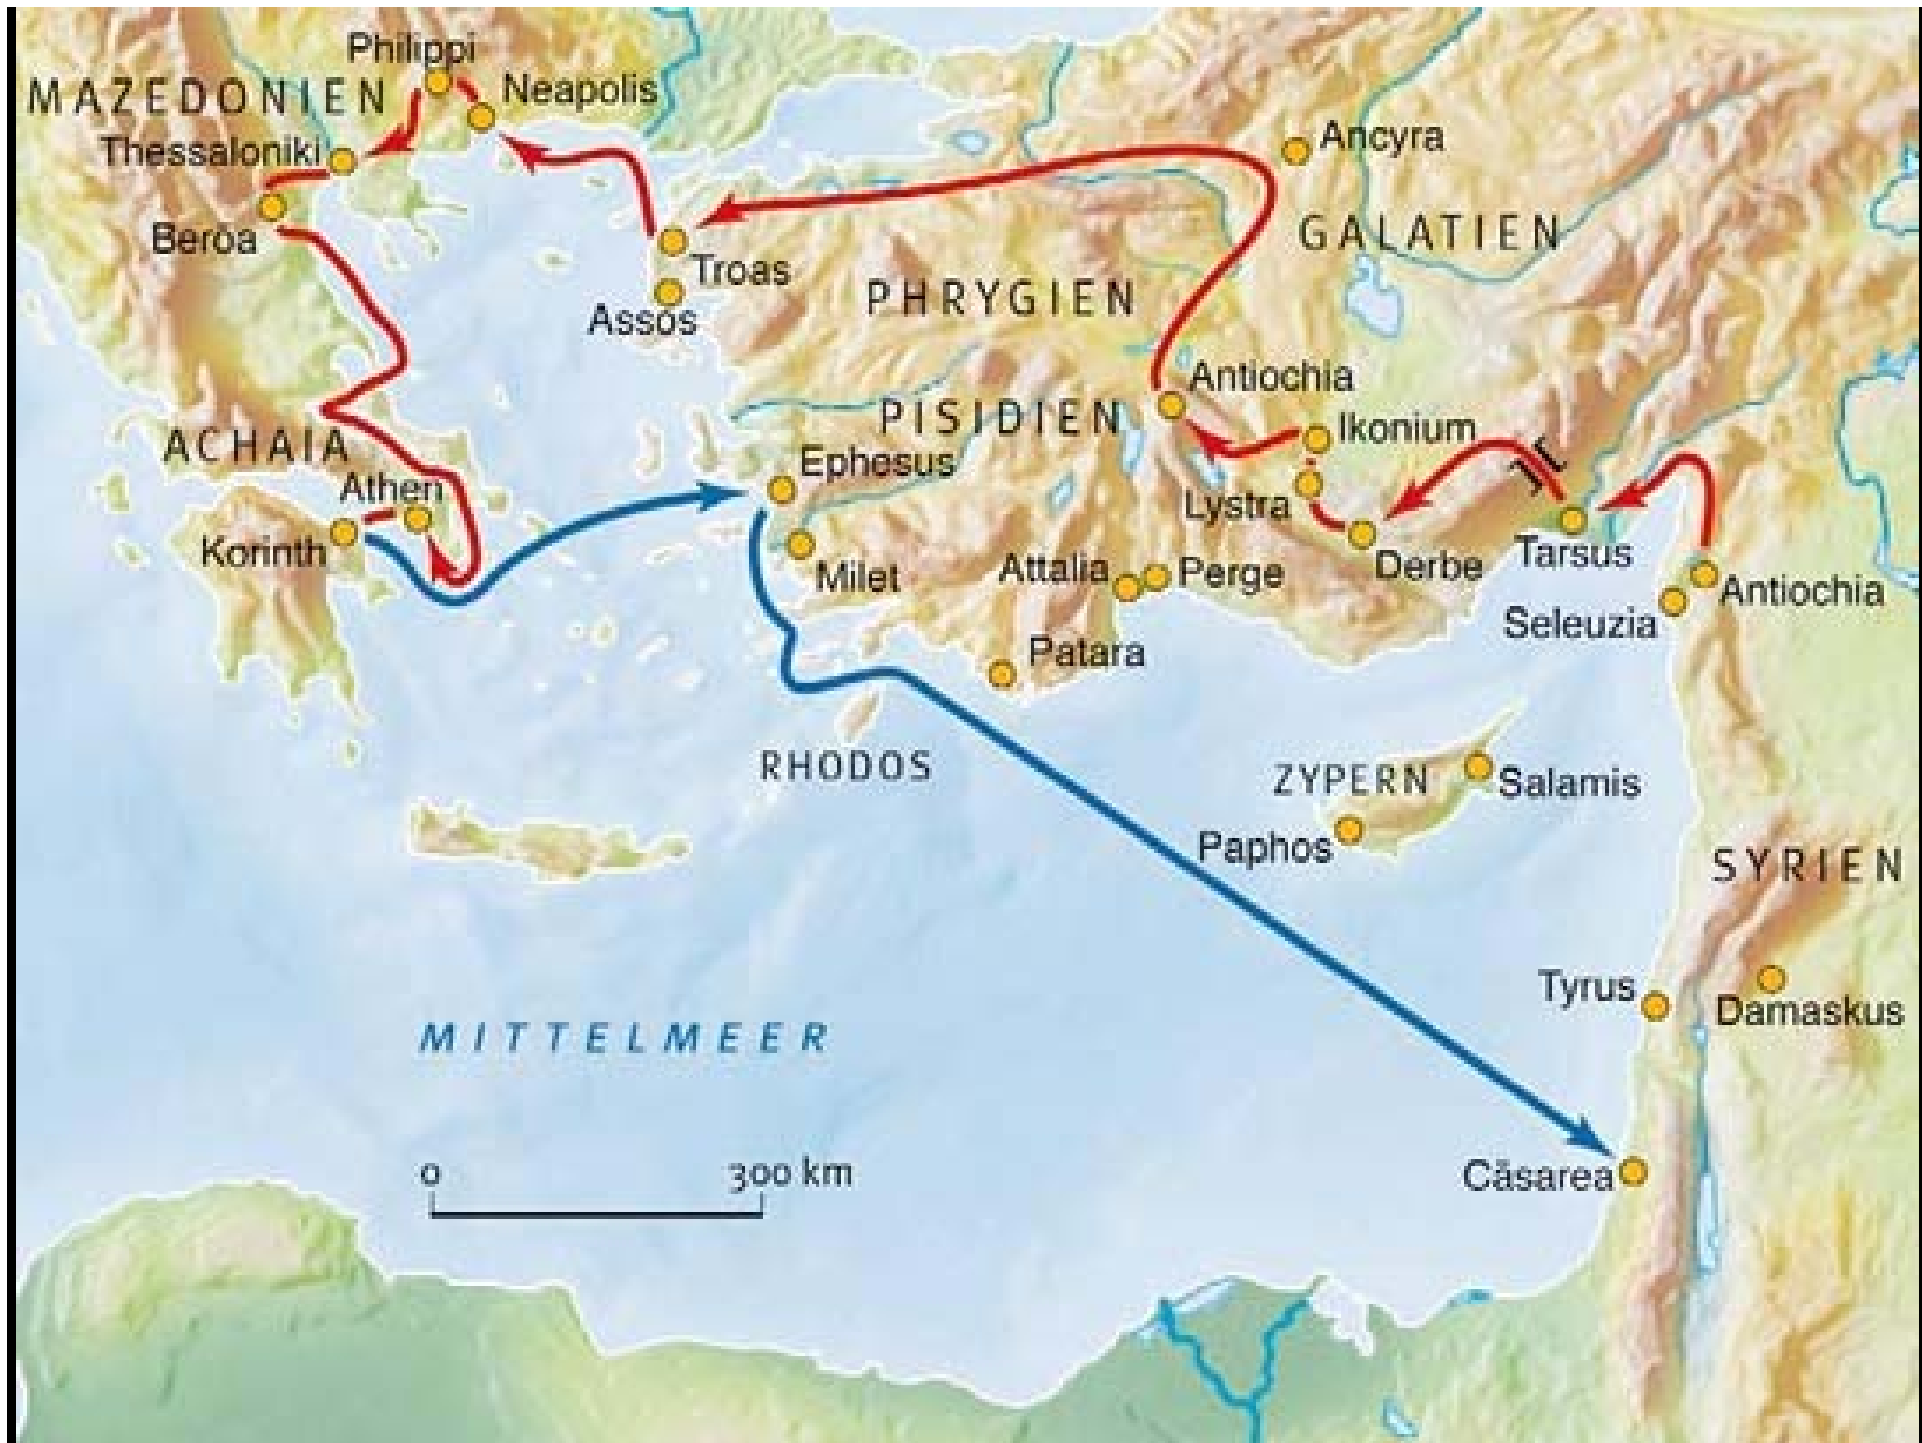 Philippi
MAZEDONIEN
Neapolis
Thessaloniki
Ancyra
Beröa
GALATIEN
Troas
PHRYGIEN
Assos
Antiochia
PISIDIEN
Ikonium
ACHAIA
Ephesus
Athen
Lystra
Korinth
Milet
Attalia
Perge
Derbe
Tarsus
Antiochia
Seleuzia
Patara
RHODOS
ZYPERN
Salamis
Paphos
SYRIEN
Tyrus
Damaskus
MITTELMEER
0 300 km
Cäsarea